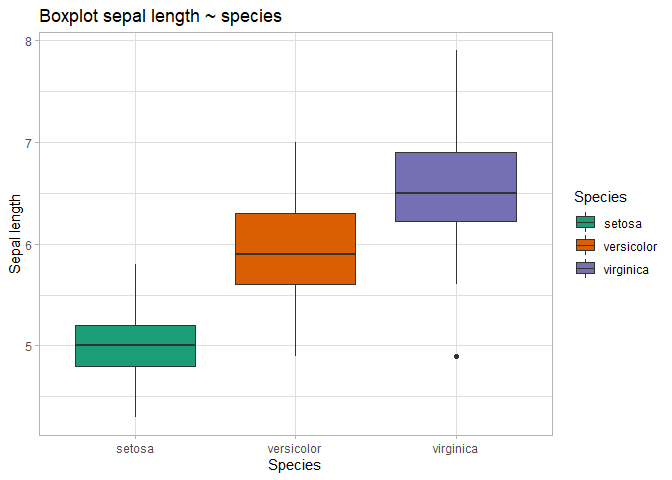 Boxplot sepal length ~ species
8
7
6
5
Sepal length
setosa
versicolor
virginica
Species
Species
setosa
versicolor
virginica